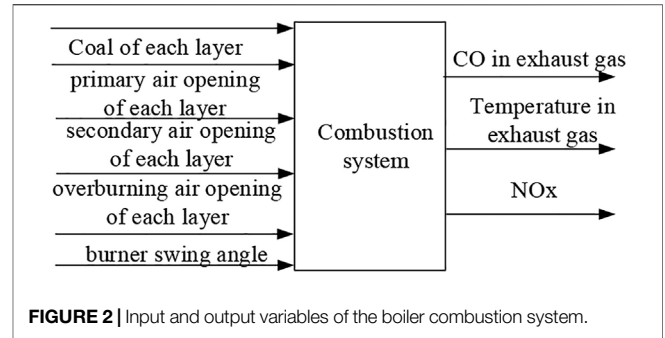 Coal of each layer
primary air opening
of each layer
secondary air opening
of each layer
overburning air opening
of each layer
burner swing angle
Combustion
system
CO in exhaust gas
Temperature in
exhaust gas
NOx
FIGURE 2 | Input and output variables of the boiler combustion system.